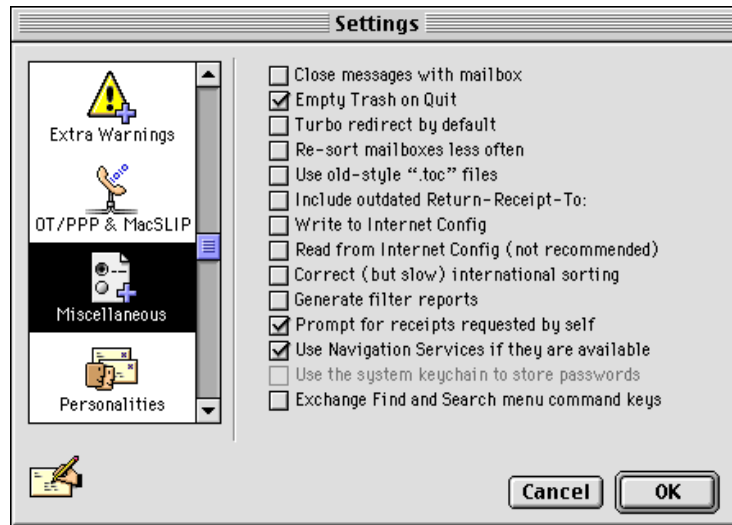 Settings
Extra Warnings
OT/PPP & MacSLIP
Miscellaneous
Personalities
Close messages with mailbox
Empty Trash on Quit
Turbo redirect by default
Re-sort mailboxes less often
Use old-style “.toc” files
Include outdated Return-Receipt-To:
Write to Internet Config
Read from Internet Config (not recommended)
Correct (but slow) international sorting
Generate filter reports
Prompt for receipts requested by self
Use Navigation Services if they are available
Use the system keychain to store passwords
Exchange Find and Search menu command keys
Cancel
OK